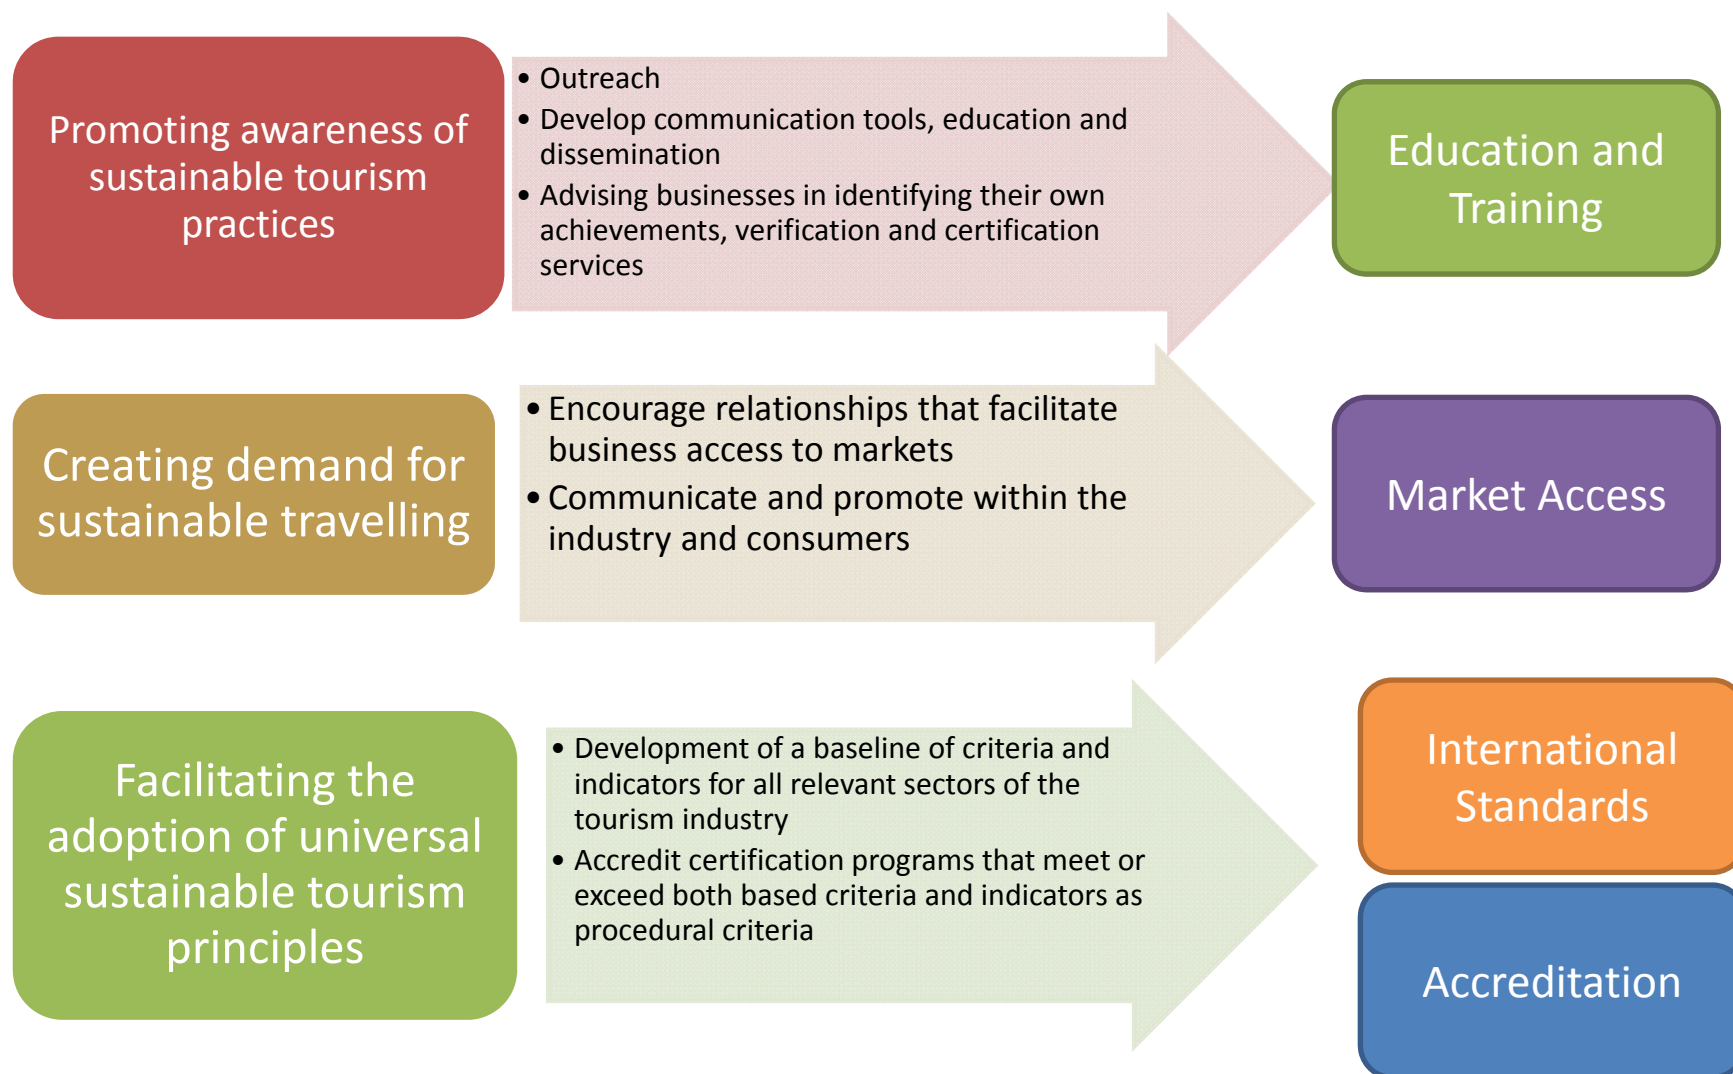 Promoting awareness of
sustainable tourism
practices
• Outreach
• Develop communication tools, education and
dissemination
• Advising businesses in identifying their own
achievements, verification and certification
services
Education and
Training
Creating demand for
sustainable travelling
• Encourage relationships that facilitate
business access to markets
• Communicate and promote within the
industry and consumers
Market Access
Facilitating the
adoption of universal
sustainable tourism
principles
• Development of a baseline of criteria and
indicators for all relevant sectors of the
tourism industry
• Accredit certification programs that meet or
exceed both based criteria and indicators as
procedural criteria
International
Standards
Accreditation